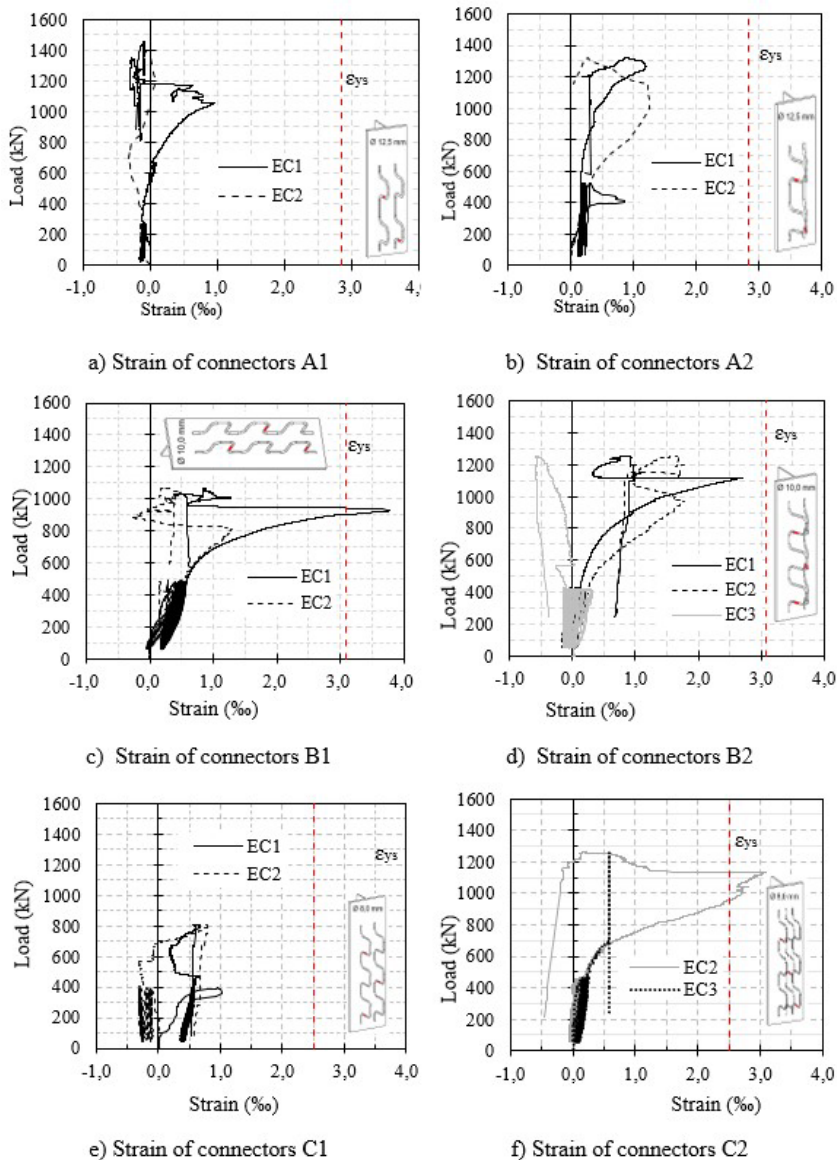 1600
1400
1200
1000
800
600
400
200
0
Load (kN)
-1,0 0,0 1,0 2,0 3,0 4,0
Strain (‰)
εys
Ø 12,5 mm
EC1
EC2
a) Strain of connectors A1
1600
1400
1200
1000
800
600
400
200
0
Load (kN)
-1,0 0,0 1,0 2,0 3,0 4,0
Strain (‰)
εys
Ø 12,5 mm
EC1
EC2
b) Strain of connectors A2
1600
1400
1200
1000
800
600
400
200
0
Load (kN)
-1,0 0,0 1,0 2,0 3,0 4,0
Strain (‰)
εys
Ø 10,0 mm
EC1
EC2
c) Strain of connectors B1
1600
1400
1200
1000
800
600
400
200
0
Load (kN)
-1,0 0,0 1,0 2,0 3,0 4,0
Strain (‰)
εys
Ø 10,0 mm
EC1
EC2
EC3
d) Strain of connectors B2
1600
1400
1200
1000
800
600
400
200
0
Load (kN)
-1,0 0,0 1,0 2,0 3,0 4,0
Strain (‰)
εys
EC1
EC2
e) Strain of connectors C1
1600
1400
1200
1000
800
600
400
200
0
Load (kN)
-1,0 0,0 1,0 2,0 3,0 4,0
Strain (‰)
εys
EC2
EC3
f) Strain of connectors C2